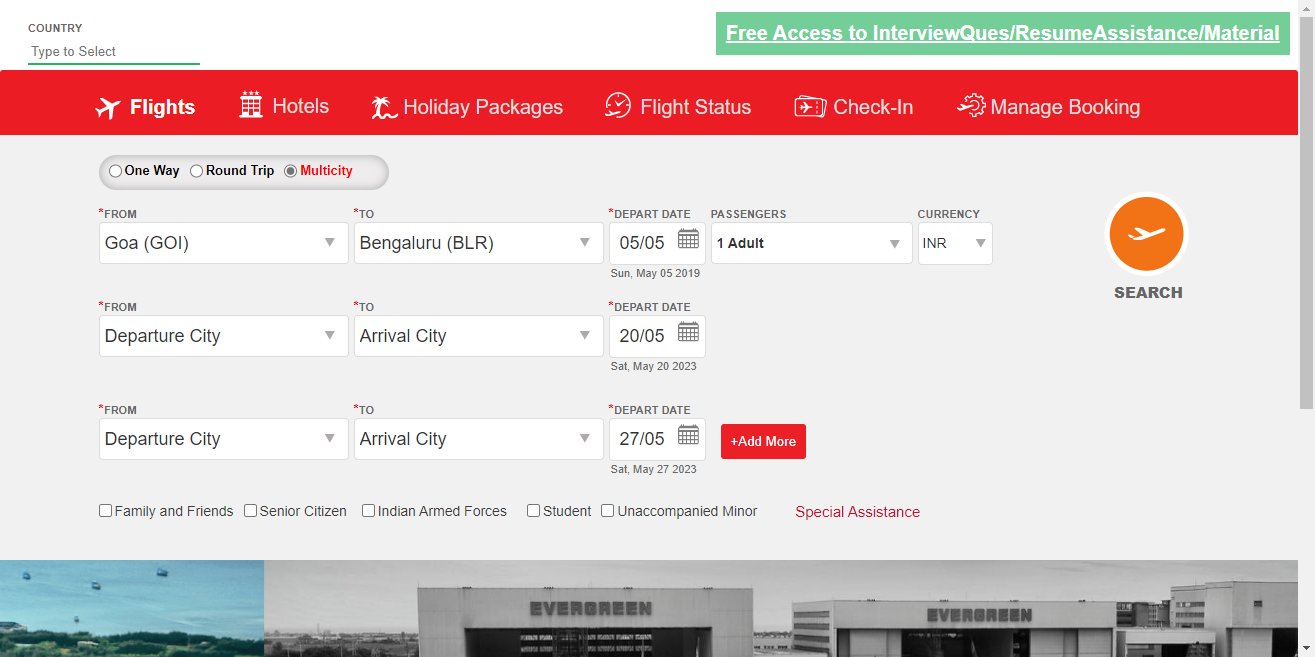 COUNTRY
Type to Select
Free Access to InterviewQues/ResumeAssistance/Material
Flights Hotels Holiday Packages Flight Status Check-In Manage Booking
One Way Round Trip Multicity
*FROM *TO *DEPART DATE PASSENGERS CURRENCY
Goa (GOI) Bengaluru (BLR) 05/05 1 Adult INR
Sun, May 05 2019
SEARCH
*FROM *TO *DEPART DATE
Departure City Arrival City 20/05
Sat, May 20 2023
*FROM *TO *DEPART DATE
Departure City Arrival City 27/05 +Add More
Sat, May 27 2023
Family and Friends Senior Citizen Indian Armed Forces Student Unaccompanied Minor Special Assistance
EVERGREEN EVERGREEN